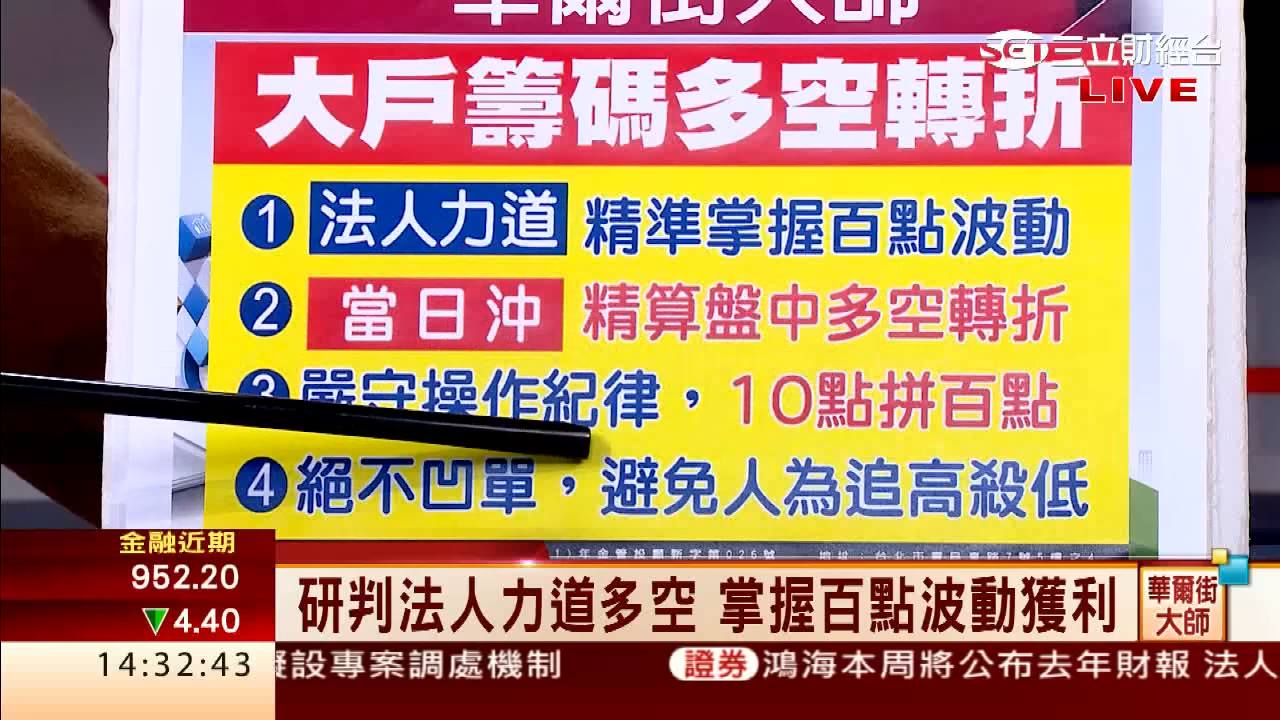 華爾街大師
SET三立財經台
LIVE
大戶籌碼多空轉折
1 法人力道 精準掌握百點波動
2 當日沖 精算盤中多空轉折
3 嚴守操作紀律，10點拼百點
4 絕不凹單，避免人為追高殺低
金融近期
952.20
▼4.40
研判法人力道多空 掌握百點波動獲利
華爾街
大師
14:32:43
擬設專案調處機制 證券 鴻海本周將公布去年財報 法人